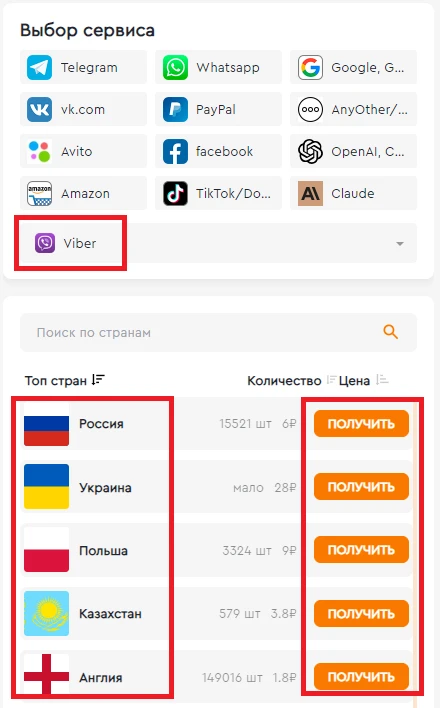 Выбор сервиса
Telegram Whatsapp Google, G...
vk.com PayPal AnyOther/...
Avito facebook OpenAI, C...
amazon Amazon TikTok/Do... AI Claude
Viber
Поиск по странам
Топ стран Количество Цена
Россия 15521 шт 6₽ ПОЛУЧИТЬ
Украина мало 28₽ ПОЛУЧИТЬ
Польша 3324 шт 9₽ ПОЛУЧИТЬ
Казахстан 579 шт 3.8₽ ПОЛУЧИТЬ
Англия 149016 шт 1.8₽ ПОЛУЧИТЬ